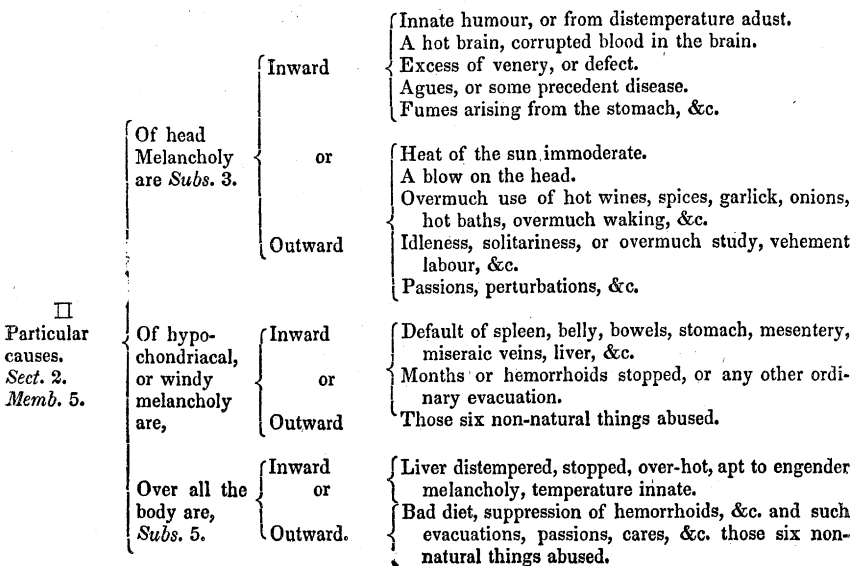 Innate humour, or from distemperature adust.
A hot brain, corrupted blood in the brain.
Inward
Excess of venery, or defect.
Agues, or some precedent disease.
Fumes arising from the stomach, &c.
Of head
Melancholy
are Subs. 3.
or
Heat of the sun immoderate.
A blow on the head.
Overmuch use of hot wines, spices, garlick, onions,
hot baths, overmuch waking, &c.
Outward
Idleness, solitariness, or overmuch study, vehement
labour, &c.
Passions, perturbations, &c.
Π
Particular
causes.
Sect. 2.
Memb. 5.
Of hypo-
chondriacal,
or windy
melancholy
are,
Inward
or
Outward
Default of spleen, belly, bowels, stomach, mesentery,
miseraic veins, liver, &c.
Months or hemorrhoids stopped, or any other ordi-
nary evacuation.
Those six non-natural things abused.
Over all the
body are,
Subs. 5.
Inward
or
Outward.
Liver distempered, stopped, over-hot, apt to engender
melancholy, temperature innate.
Bad diet, suppression of hemorrhoids, &c. and such
evacuations, passions, cares, &c. those six non-
natural things abused.